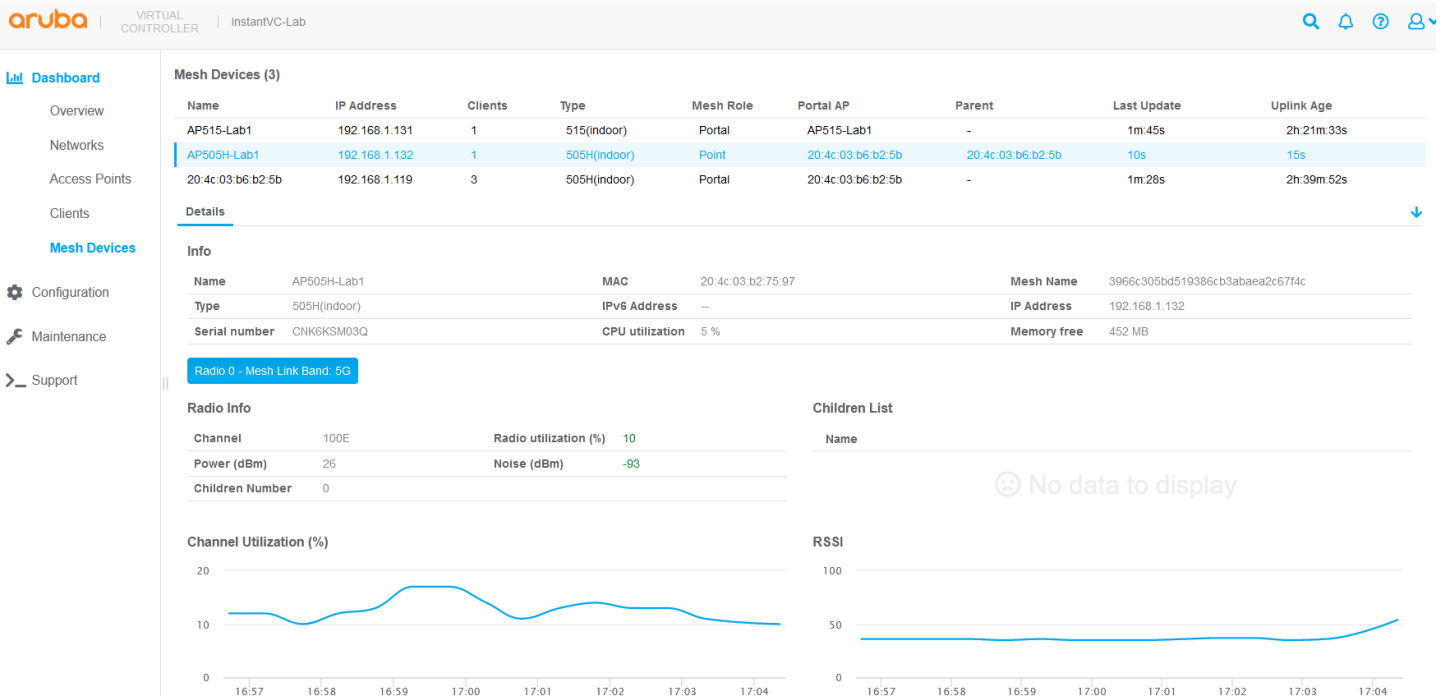 aruba
VIRTUAL
CONTROLLER
InstantVC-Lab
Dashboard
Overview
Networks
Access Points
Clients
Mesh Devices
Configuration
Maintenance
Support
Mesh Devices (3)
Name IP Address Clients Type Mesh Role Portal AP Parent Last Update Uplink Age
AP515-Lab1 192.168.1.131 1 515(indoor) Portal AP515-Lab1 - 1m:45s 2h:21m:33s
AP505H-Lab1 192.168.1.132 1 505H(indoor) Point 20:4c:03:b6:b2:5b 20:4c:03:b6:b2:5b 10s 15s
20:4c:03:b6:b2:5b 192.168.1.119 3 505H(indoor) Portal 20:4c:03:b6:b2:5b - 1m:28s 2h:39m:52s
Details
Info
Name AP505H-Lab1 MAC 20:4c:03:b2:75:97 Mesh Name 3966c305bd519386cb3abaea2c67f4c
Type 505H(indoor) IPv6 Address -- IP Address 192.168.1.132
Serial number CNK6KSM03Q CPU utilization 5 % Memory free 452 MB
Radio 0 - Mesh Link Band: 5G
Radio Info
Channel 100E Radio utilization (%) 10
Power (dBm) 26 Noise (dBm) -93
Children Number 0
Children List
Name
No data to display
Channel Utilization (%)
20
10
0
16:57 16:58 16:59 17:00 17:01 17:02 17:03 17:04
RSSI
100
50
0
16:57 16:58 16:59 17:00 17:01 17:02 17:03 17:04